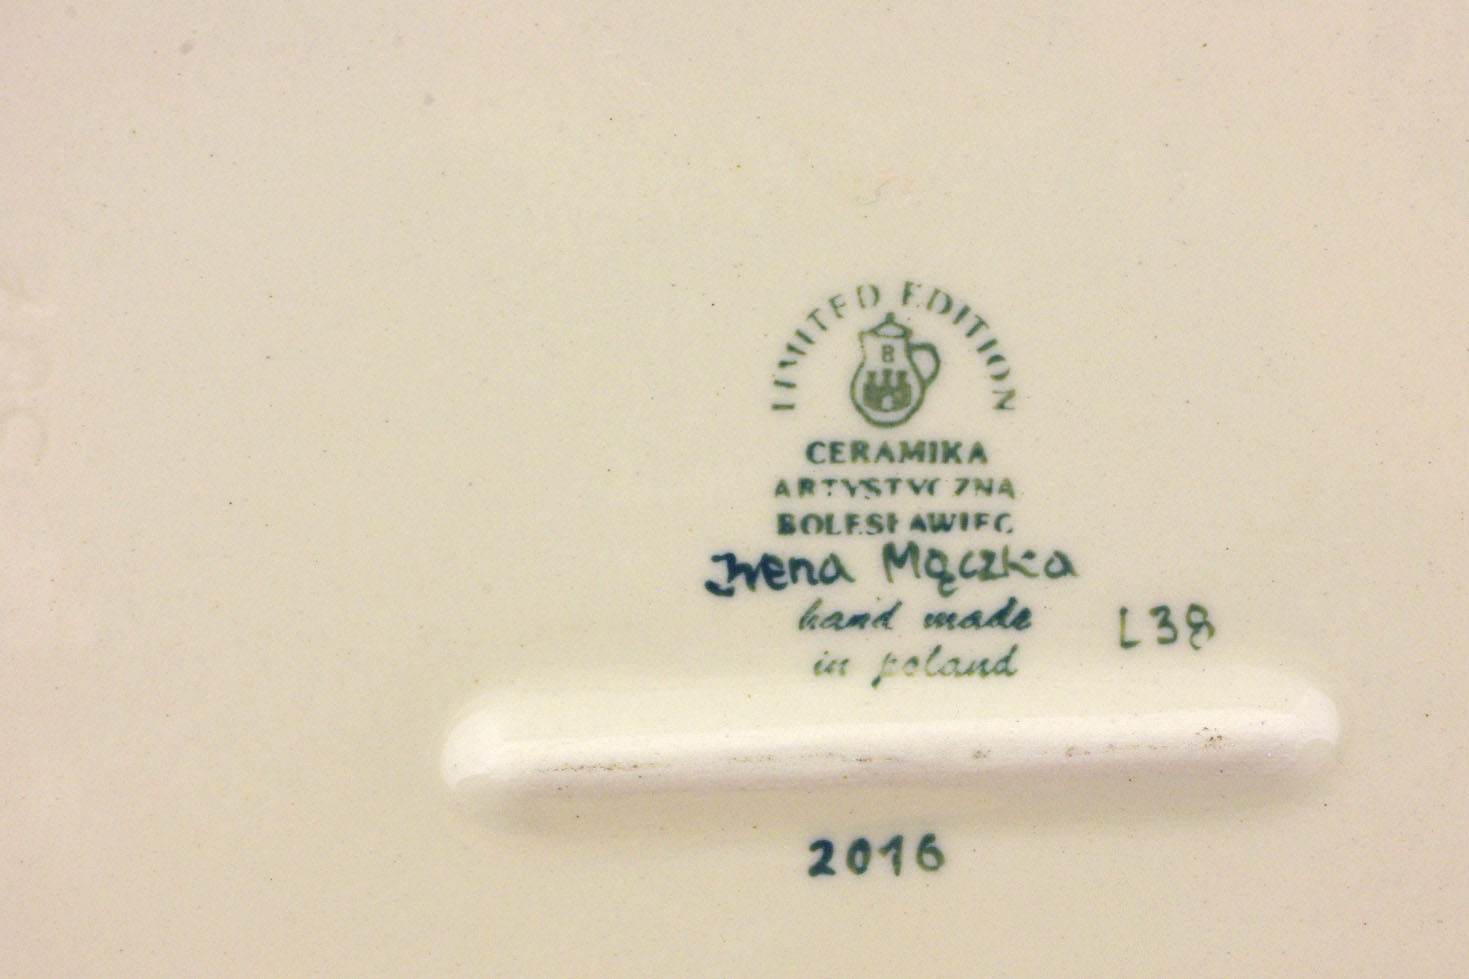 LIMITED EDITION
B
CERAMIKA
ARTYSTYCZNA
BOLESŁAWIEC
Irena Mączka
hand made
in poland
L38
2016